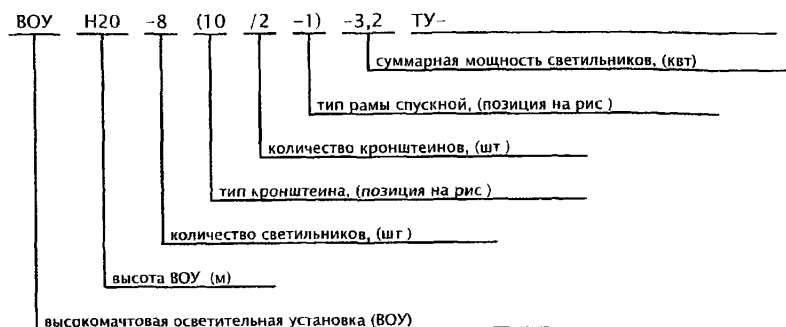 ВОУ Н20 -8 (10 /2 -1) -3,2 ТУ-
суммарная мощность светильников, (квт)
тип рамы спускной, (позиция на рис )
количество кронштеинов, (шт )
тип кронштеина, (позиция на рис )
количество светильников, (шт )
высота ВОУ (м)
высокомачтовая осветительная установка (ВОУ)